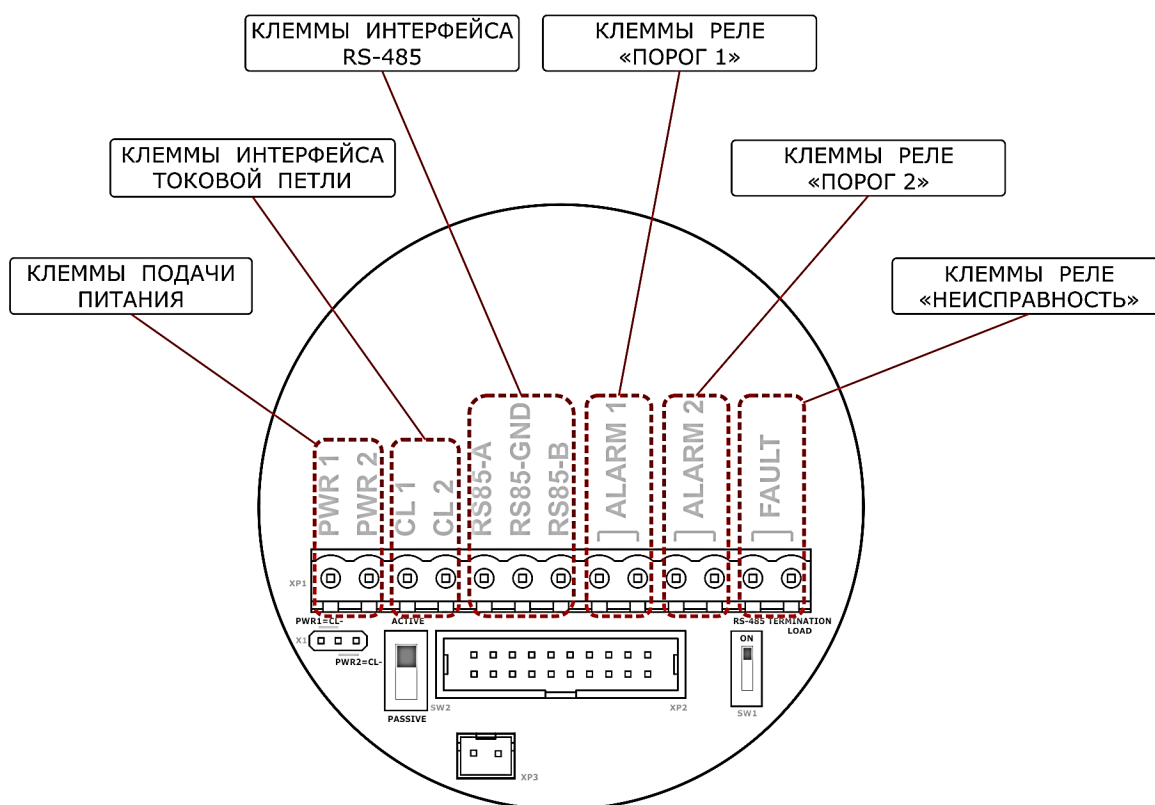 КЛЕММЫ ИНТЕРФЕЙСА
RS-485
КЛЕММЫ РЕЛЕ
«ПОРОГ 1»
КЛЕММЫ ИНТЕРФЕЙСА
ТОКОВОЙ ПЕТЛИ
КЛЕММЫ РЕЛЕ
«ПОРОГ 2»
КЛЕММЫ ПОДАЧИ
ПИТАНИЯ
КЛЕММЫ РЕЛЕ
«НЕИСПРАВНОСТЬ»
PWR 1
PWR 2
CL 1
CL 2
RS85-A
RS85-GND
RS85-B
ALARM 1
ALARM 2
FAULT
XP1
PWR1=CL-
ACTIVE
RS-485 TERMINATION
LOAD
X1
ON
PWR2=CL-
SW2
XP2
SW1
PASSIVE
XP3